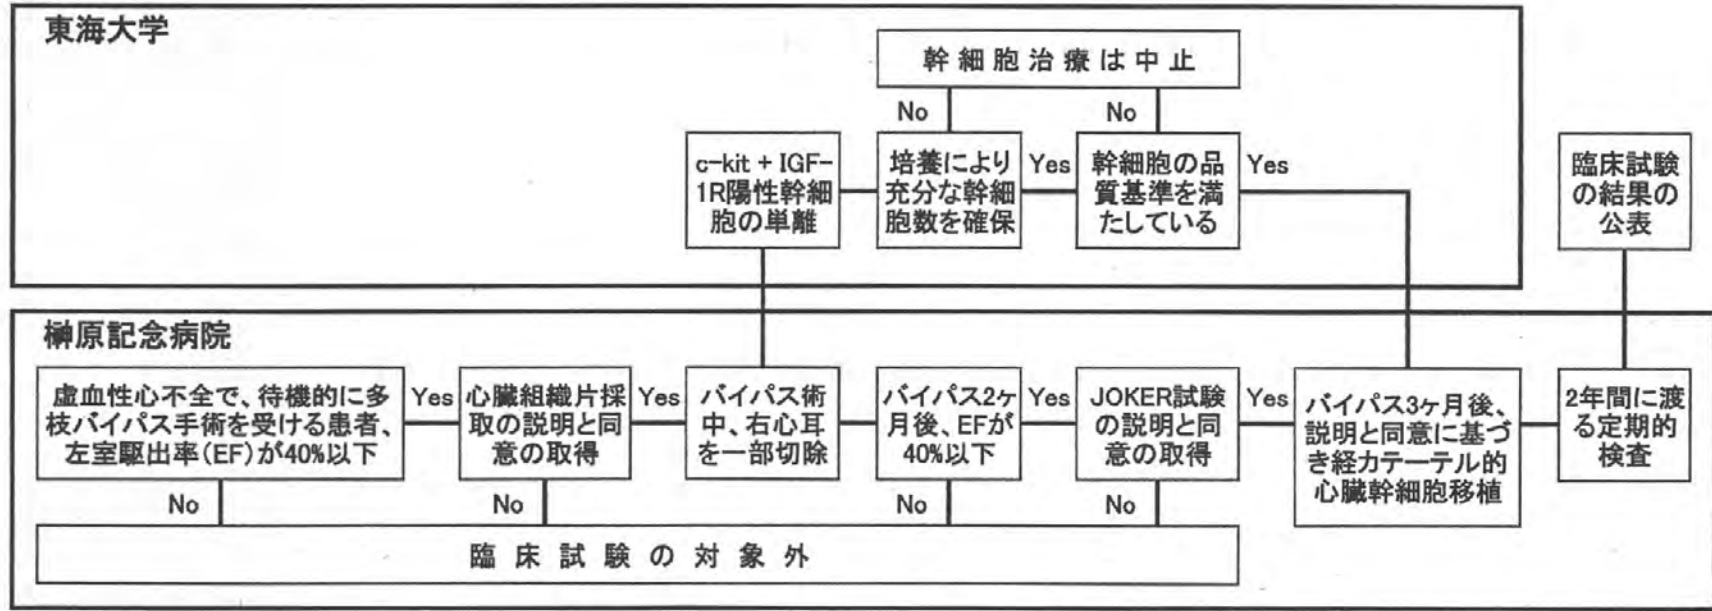 東海大学
幹細胞治療は中止
No
No
c-kit + IGF-
1R陽性幹細
胞の単離
培養により
充分な幹細
胞数を確保
Yes
幹細胞の品
質基準を満
たしている
Yes
臨床試験
の結果の
公表
榊原記念病院
虚血性心不全で、待機的に多
枝バイパス手術を受ける患者、
左室駆出率(EF)が40%以下
Yes
心臓組織片採
取の説明と同
意の取得
Yes
バイパス術
中、右心耳
を一部切除
バイパス2ヶ
月後、EFが
40%以下
Yes
JOKER試験
の説明と同
意の取得
Yes
バイパス3ヶ月後、
説明と同意に基づ
き経カテーテル的
心臓幹細胞移植
2年間に渡
る定期的
検査
No
No
No
No
臨床試験の対象外